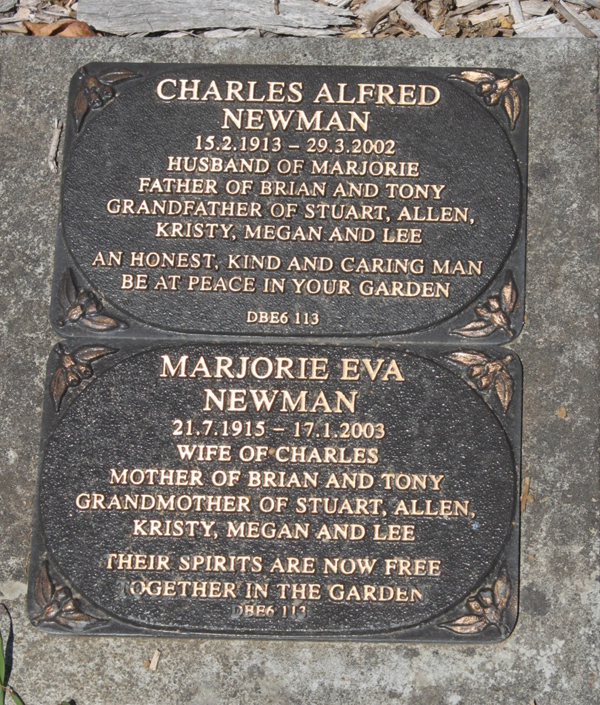 CHARLES ALFRED
NEWMAN
15.2.1913 – 29.3.2002
HUSBAND OF MARJORIE
FATHER OF BRIAN AND TONY
GRANDFATHER OF STUART, ALLEN,
KRISTY, MEGAN AND LEE
AN HONEST, KIND AND CARING MAN
BE AT PEACE IN YOUR GARDEN
DBE6 113
MARJORIE EVA
NEWMAN
21.7.1915 – 17.1.2003
WIFE OF CHARLES
MOTHER OF BRIAN AND TONY
GRANDMOTHER OF STUART, ALLEN,
KRISTY, MEGAN AND LEE
THEIR SPIRITS ARE NOW FREE
TOGETHER IN THE GARDEN
DBE6 113